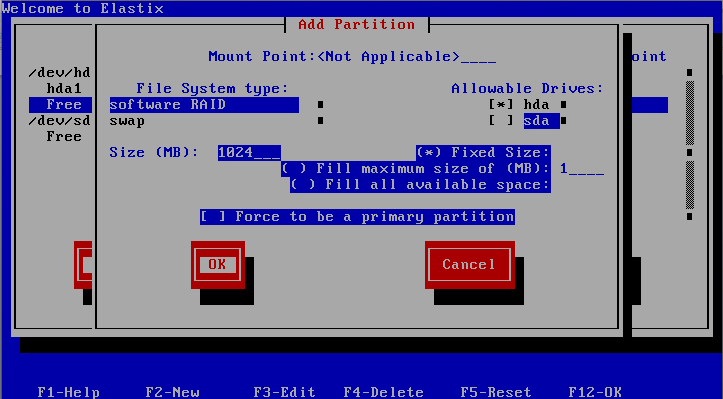 Welcome to Elastix
Add Partition
Mount Point:<Not Applicable>____
oint
/dev/hd
File System type:
Allowable Drives:
hda1
Free
software RAID
[*] hda
/dev/sd
swap
[ ] sda
Free
Size (MB): 1024___
(*) Fixed Size:
( ) Fill maximum size of (MB): 1____
( ) Fill all available space:
[ ] Force to be a primary partition
OK
Cancel
F1-Help F2-New F3-Edit F4-Delete F5-Reset F12-OK